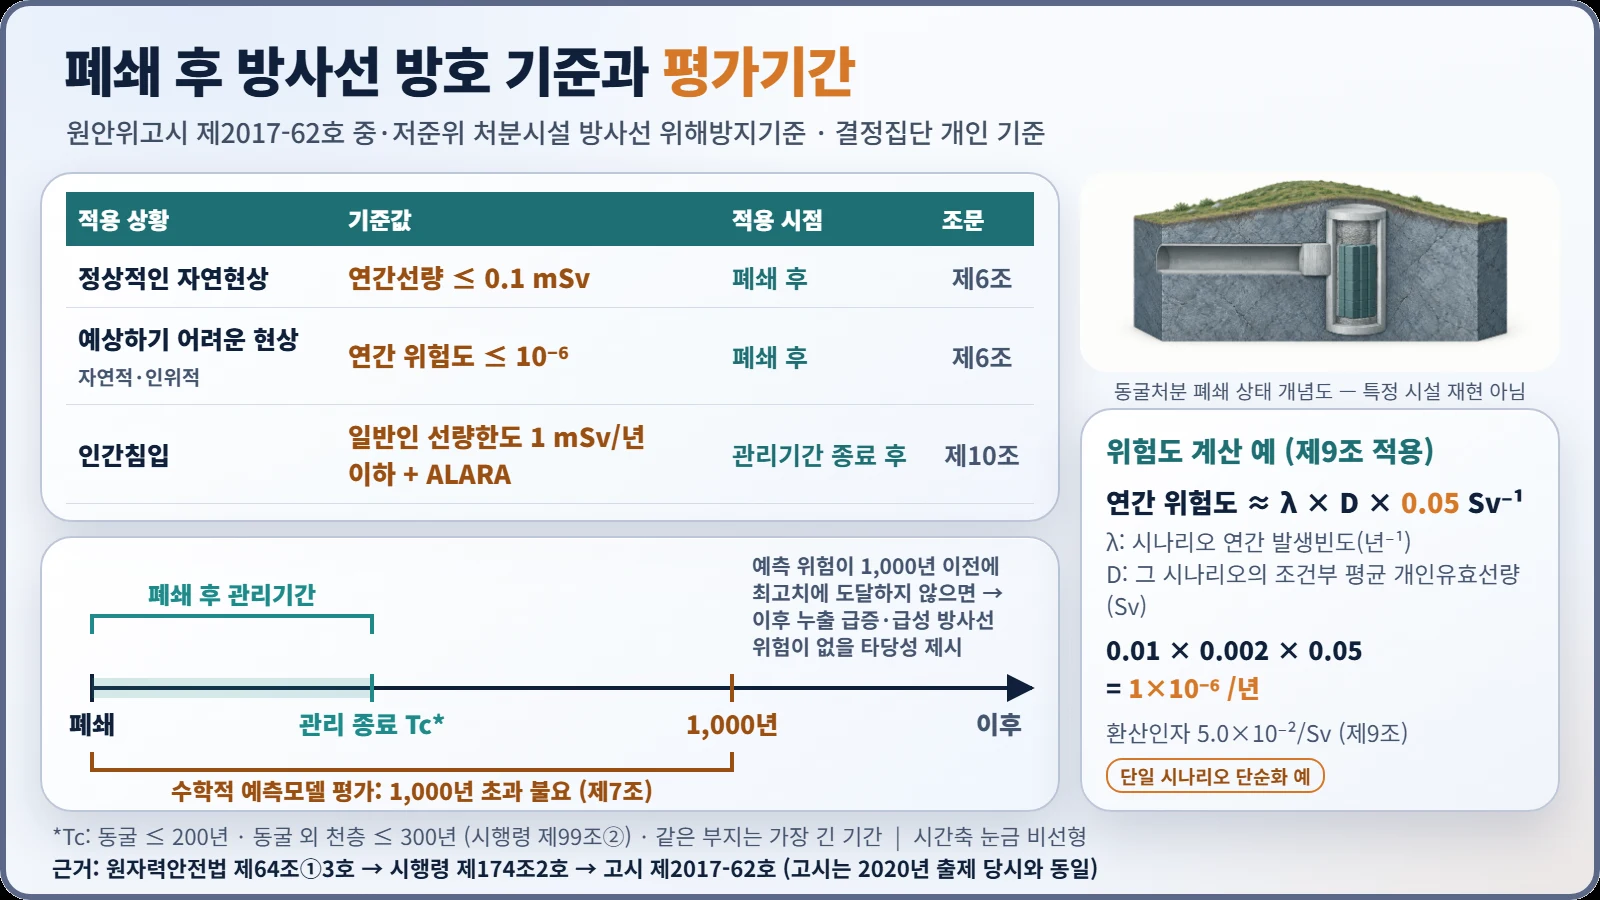 폐쇄 후 방사선 방호 기준과 평가기간
원안위고시 제2017-62호 중·저준위 처분시설 방사선 위해방지기준 · 결정집단 개인 기준
적용 상황 기준값 적용 시점 조문
정상적인 자연현상 연간선량 ≤ 0.1 mSv 폐쇄 후 제6조
예상하기 어려운 현상
자연적·인위적
연간 위험도 ≤ 10⁻⁶ 폐쇄 후 제6조
인간침입
일반인 선량한도 1 mSv/년
이하 + ALARA
관리기간 종료 후 제10조
동굴처분 폐쇄 상태 개념도 — 특정 시설 재현 아님
위험도 계산 예 (제9조 적용)
연간 위험도 ≈ λ × D × 0.05 Sv⁻¹
λ: 시나리오 연간 발생빈도(년⁻¹)
D: 그 시나리오의 조건부 평균 개인유효선량
(Sv)
0.01 × 0.002 × 0.05
= 1×10⁻⁶ /년
환산인자 5.0×10⁻²/Sv (제9조)
단일 시나리오 단순화 예
예측 위험이 1,000년 이전에
최고치에 도달하지 않으면 →
이후 누출 급증·급성 방사선
위험이 없을 타당성 제시
폐쇄 후 관리기간
폐쇄 관리 종료 Tc* 1,000년 이후
수학적 예측모델 평가: 1,000년 초과 불요 (제7조)
*Tc: 동굴 ≤ 200년 · 동굴 외 천층 ≤ 300년 (시행령 제99조②) · 같은 부지는 가장 긴 기간 | 시간축 눈금 비선형
근거: 원자력안전법 제64조①3호 → 시행령 제174조2호 → 고시 제2017-62호 (고시는 2020년 출제 당시와 동일)